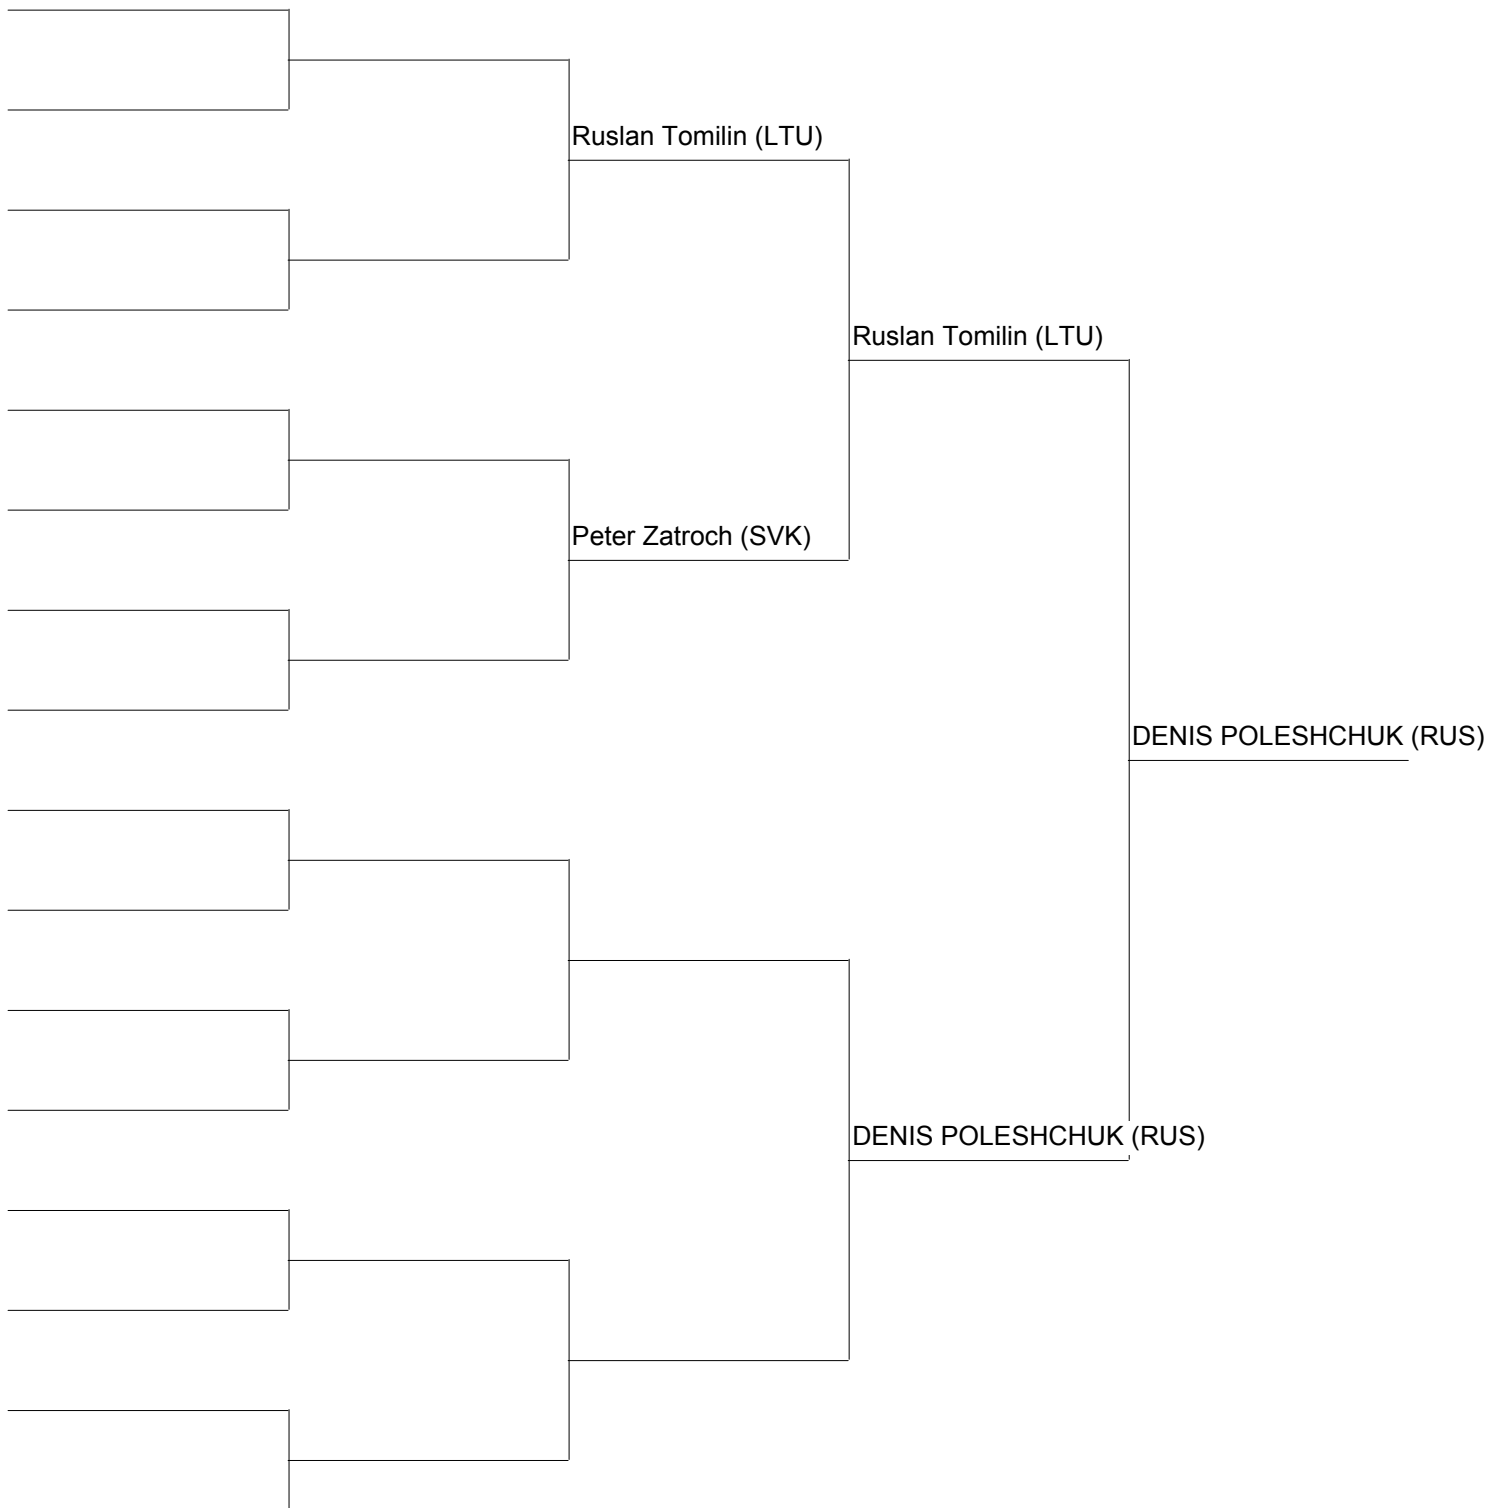 Ruslan Tomilin (LTU)
Ruslan Tomilin (LTU)
Peter Zatroch (SVK)
DENIS POLESHCHUK (RUS)
DENIS POLESHCHUK (RUS)